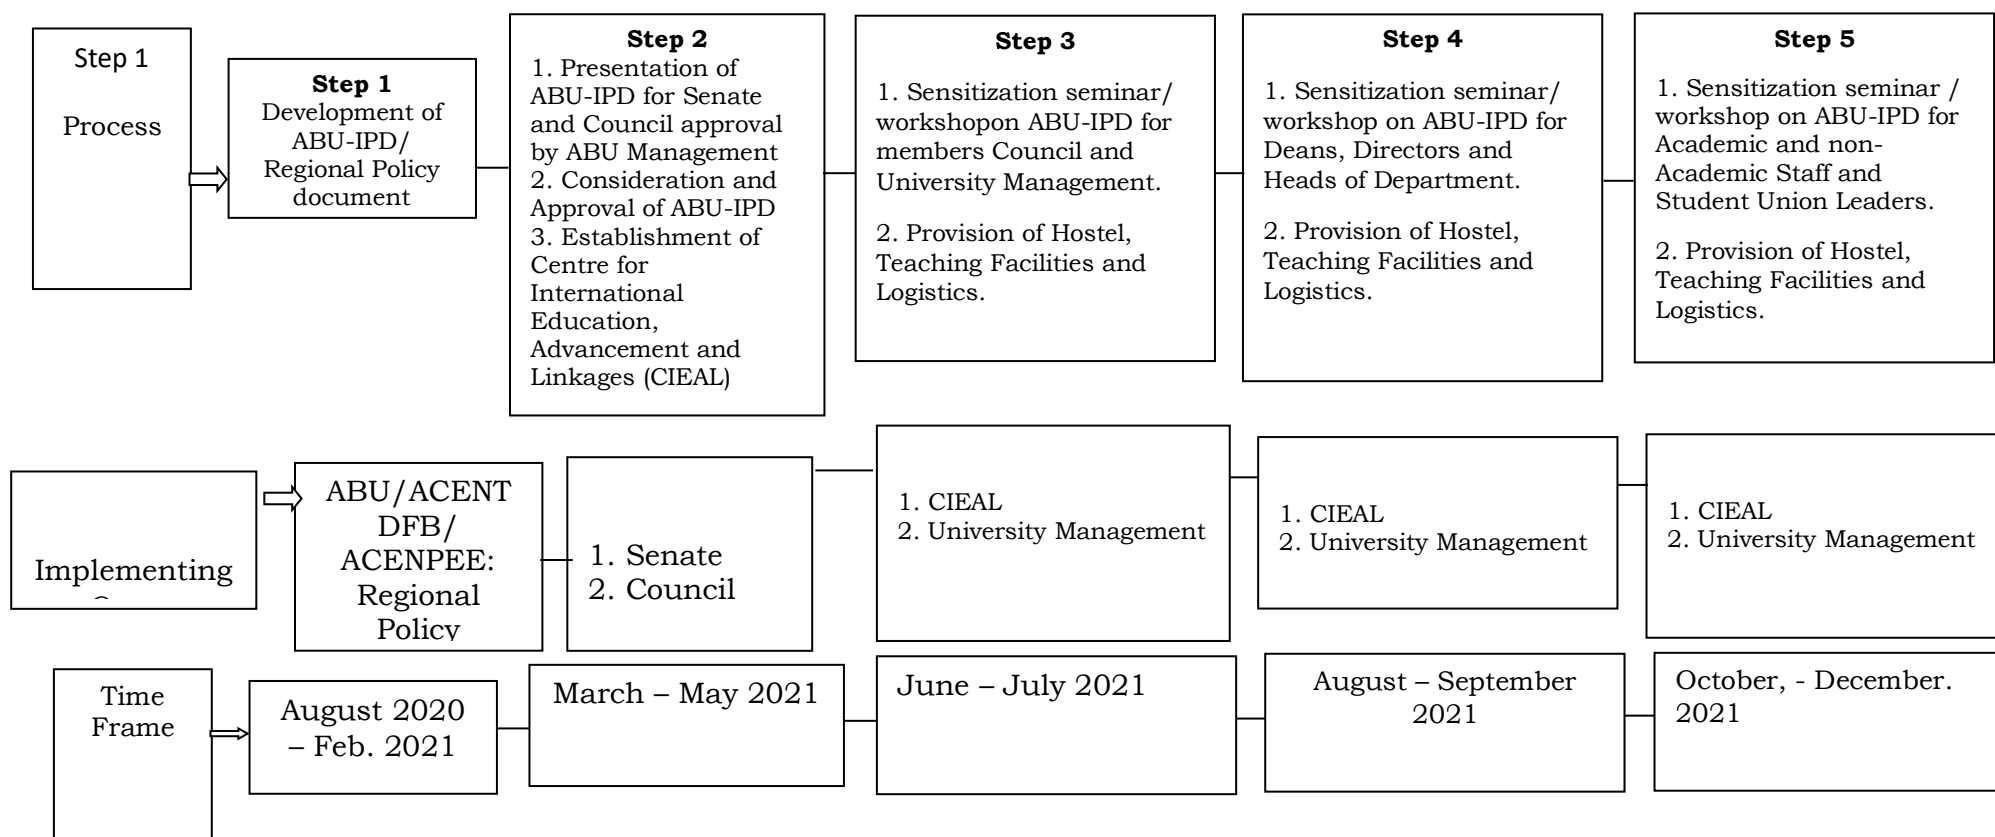 Step 1
Process
Step 1
Development of
ABU-IPD/
Regional Policy
document
Step 2
1. Presentation of
ABU-IPD for Senate
and Council approval
by ABU Management
2. Consideration and
Approval of ABU-IPD
3. Establishment of
Centre for
International
Education,
Advancement and
Linkages (CIEAL)
Step 3
1. Sensitization seminar/
workshopon ABU-IPD for
members Council and
University Management.
2. Provision of Hostel,
Teaching Facilities and
Logistics.
Step 4
1. Sensitization seminar/
workshop on ABU-IPD for
Deans, Directors and
Heads of Department.
2. Provision of Hostel,
Teaching Facilities and
Logistics.
Step 5
1. Sensitization seminar /
workshop on ABU-IPD for
Academic and non-
Academic Staff and
Student Union Leaders.
2. Provision of Hostel,
Teaching Facilities and
Logistics.
Implementing
ABU/ACENT
DFB/
ACENPEE:
Regional
Policy
1. Senate
2. Council
1. CIEAL
2. University Management
1. CIEAL
2. University Management
1. CIEAL
2. University Management
Time
Frame
August 2020
– Feb. 2021
March – May 2021
June – July 2021
August – September
2021
October, - December.
2021